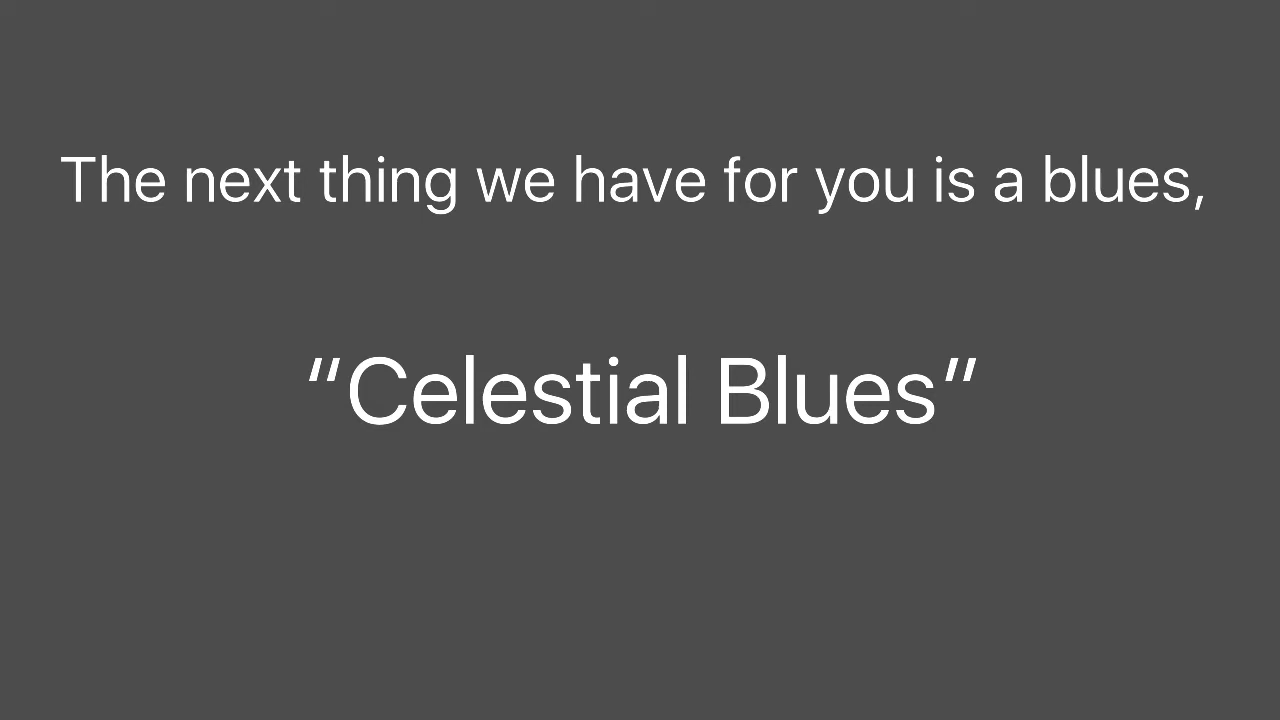 The next thing we have for you is a blues,
“Celestial Blues”